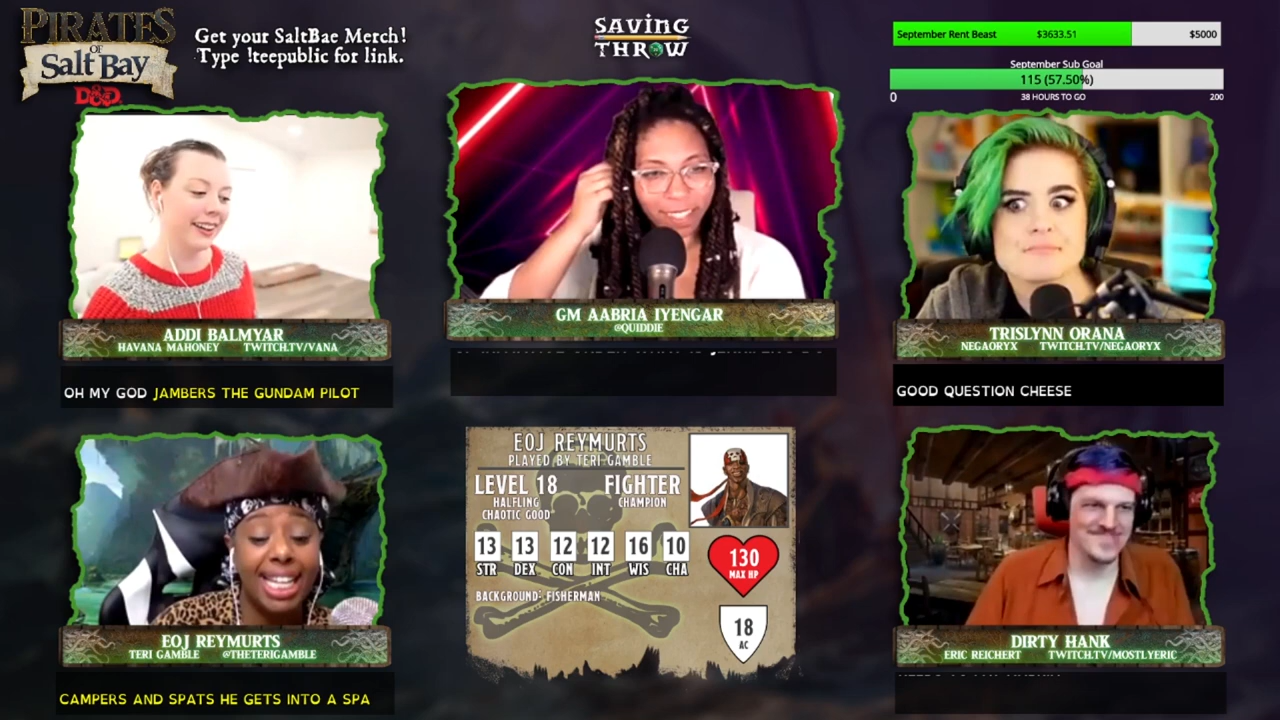 PIRATES
OF
Salt Bay
D&D
Get your SaltBae Merch!
Type !teepublic for link.
SAVING
THROW
September Rent Beast $3633.51 $5000
September Sub Goal
115 (57.50%)
0 38 HOURS TO GO 200
ADDI BALMYAR
HAVANA MAHONEY TWITCH.TV/VANA
OH MY GOD JAMBERS THE GUNDAM PILOT
GM AABRIA IYENGAR
@QUIDDIE
TRISLYNN ORANA
NEGAORYX TWITCH.TV/NEGAORYX
GOOD QUESTION CHEESE
EOJ REYMURTS
TERI GAMBLE @THETERIGAMBLE
CAMPERS AND SPATS HE GETS INTO A SPA
EOJ REYMURTS
PLAYED BY TERI GAMBLE
LEVEL 18 FIGHTER
HALFLING CHAMPION
CHAOTIC GOOD
13 13 12 12 16 10
STR DEX CON INT WIS CHA
BACKGROUND: FISHERMAN
130
MAX HP
18
AC
DIRTY HANK
ERIC REICHERT TWITCH.TV/MOSTLYERIC